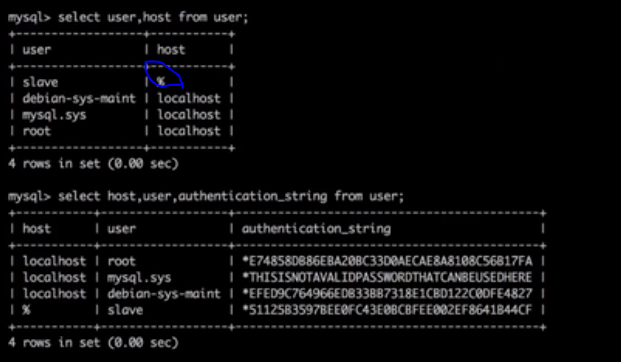 mysql> select user,host from user;
+------------------+-----------+
| user | host |
+------------------+-----------+
| slave | % |
| debian-sys-maint | localhost |
| mysql.sys | localhost |
| root | localhost |
+------------------+-----------+
4 rows in set (0.00 sec)
mysql> select host,user,authentication_string from user;
+-----------+------------------+-------------------------------------------+
| host | user | authentication_string |
+-----------+------------------+-------------------------------------------+
| localhost | root | *E74858DB86EBA20BC33D0AECAE8A8108C56B17FA |
| localhost | mysql.sys | *THISISNOTAVALIDPASSWORDTHATCANBEUSEDHERE |
| localhost | debian-sys-maint | *EFED9C764966EDB33BB7318E1CBD122C0DFE4827 |
| % | slave | *51125B3597BEE0FC43E0BCBFEE002EF8641B44CF |
+-----------+------------------+-------------------------------------------+
4 rows in set (0.00 sec)